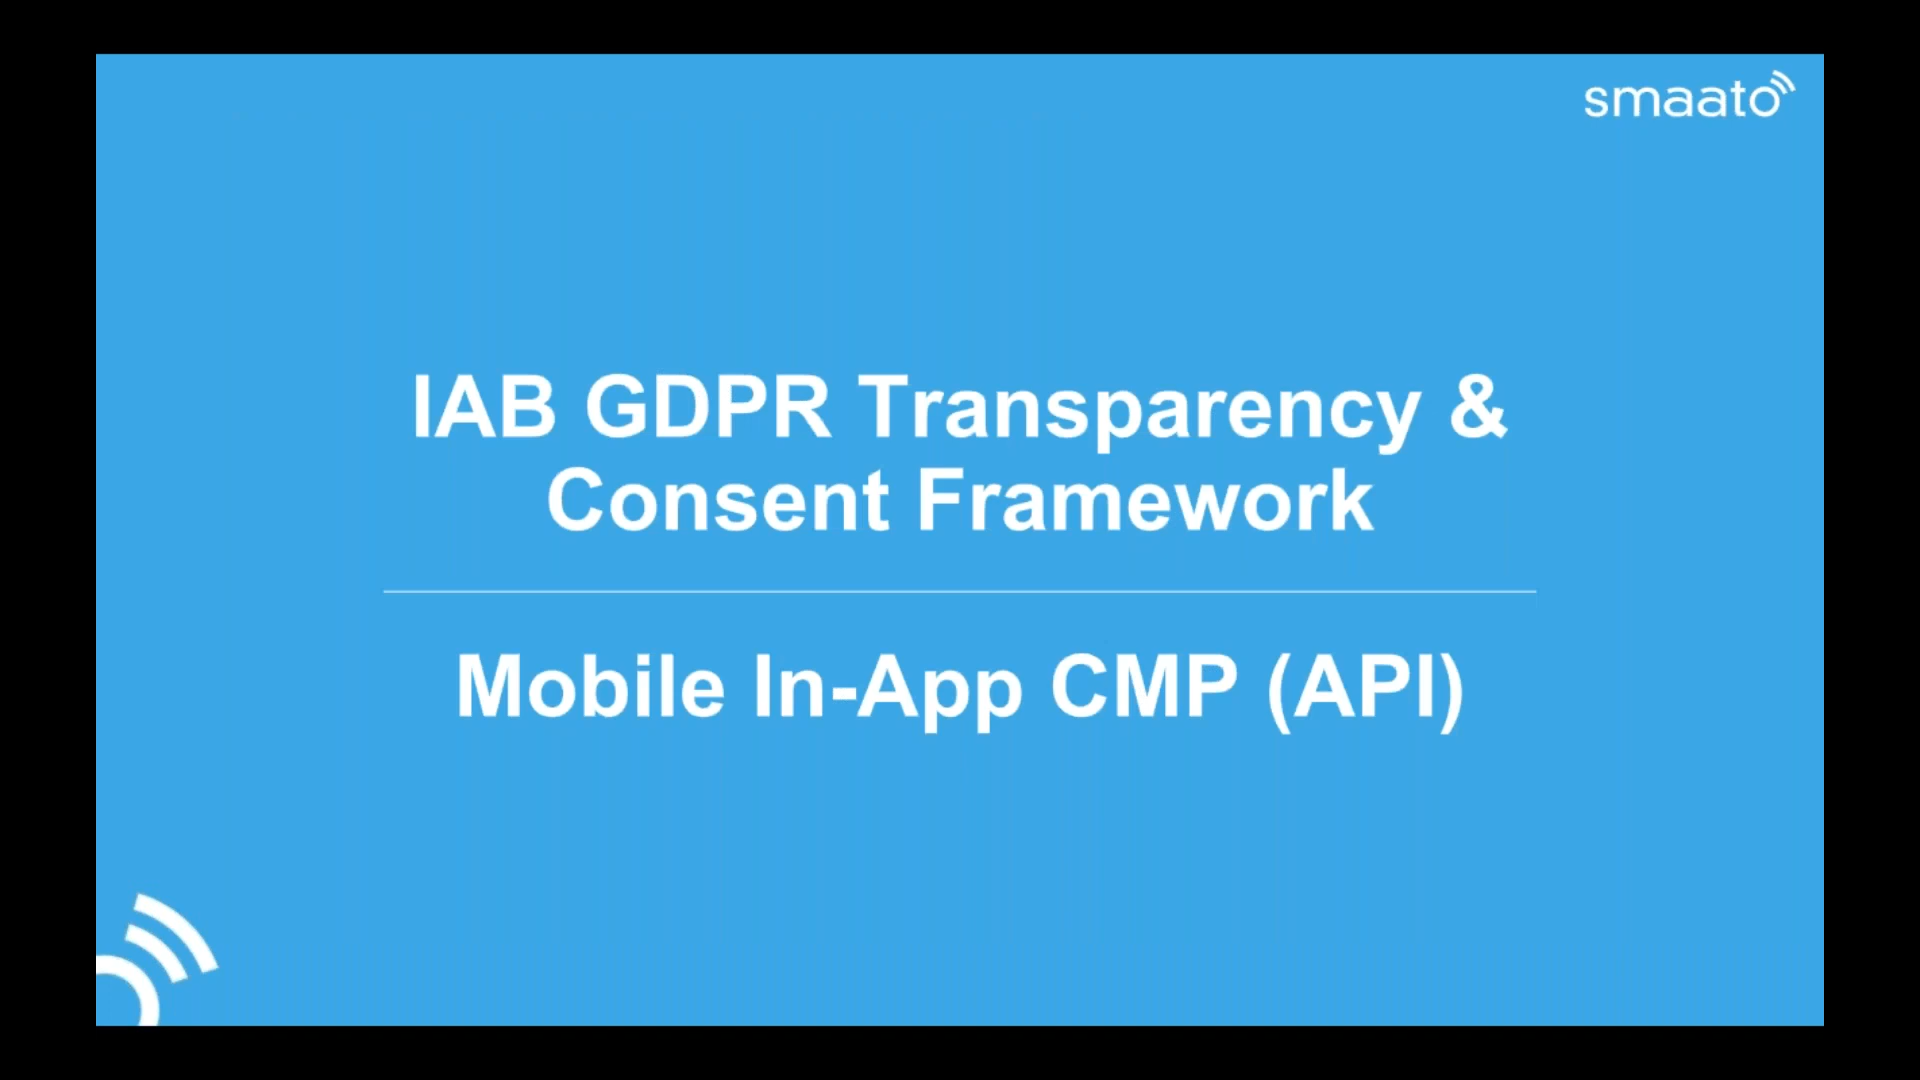 smaato
IAB GDPR Transparency &
Consent Framework
Mobile In-App CMP (API)